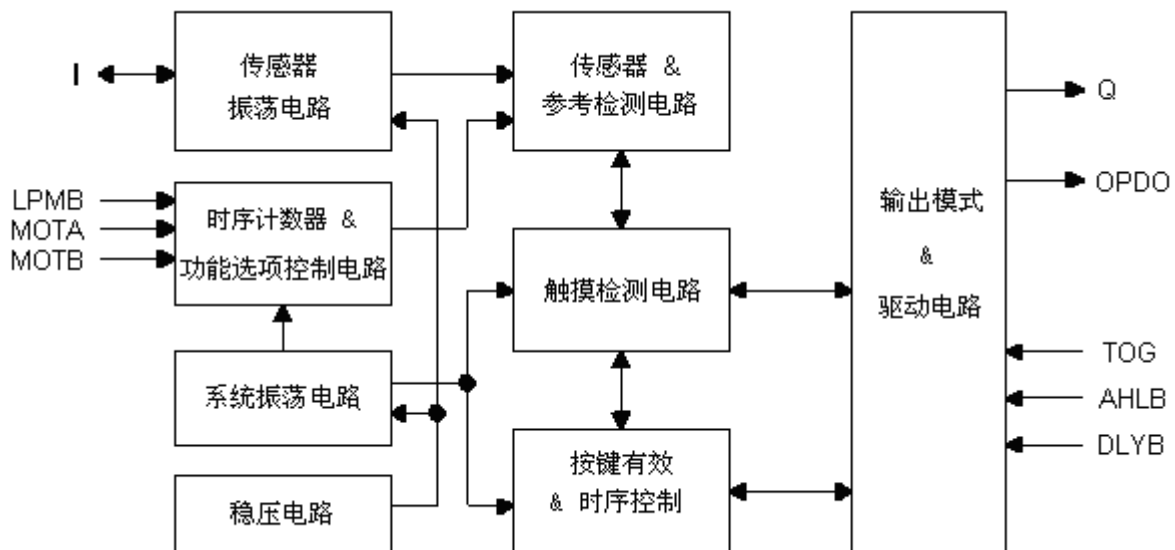 I
传感器
振荡电路
传感器 &
参考检测电路
LPMB
MOTA
MOTB
时序计数器 &
功能选项控制电路
触摸检测电路
系统振荡电路
稳压电路
按键有效
& 时序控制
输出模式
&
驱动电路
Q
OPDO
TOG
AHLB
DLYB